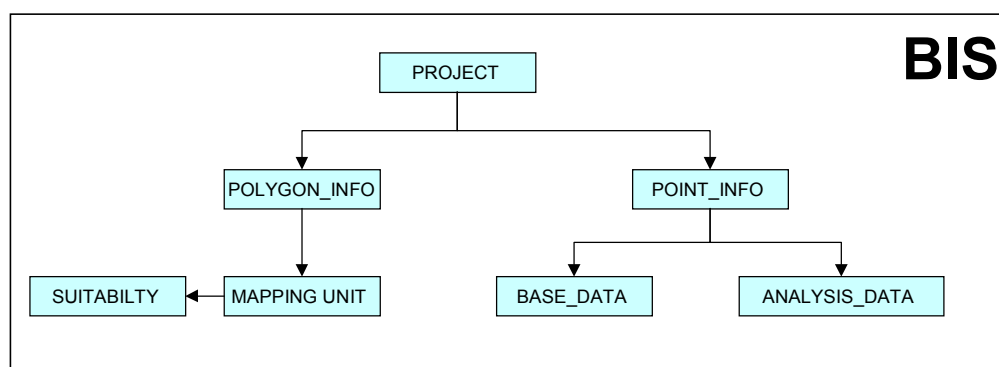 BIS
PROJECT
POLYGON_INFO
POINT_INFO
SUITABILTY
MAPPING UNIT
BASE_DATA
ANALYSIS_DATA